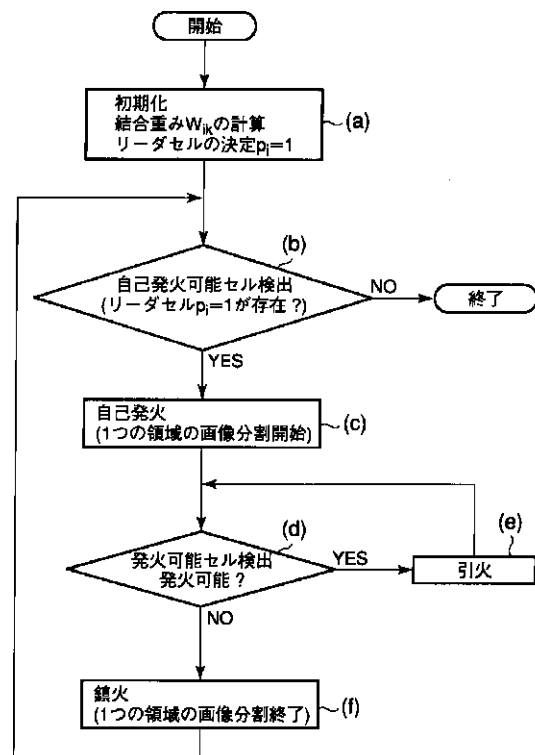 開始
初期化
結合重みWikの計算
リーダセルの決定pi=1
(a)
(b)
自己発火可能セル検出
(リーダセルpi=1が存在?)
NO
終了
YES
自己発火
(1つの領域の画像分割開始)
(c)
(d)
発火可能セル検出
発火可能?
YES
(e)
引火
NO
鎮火
(1つの領域の画像分割終了)
(f)